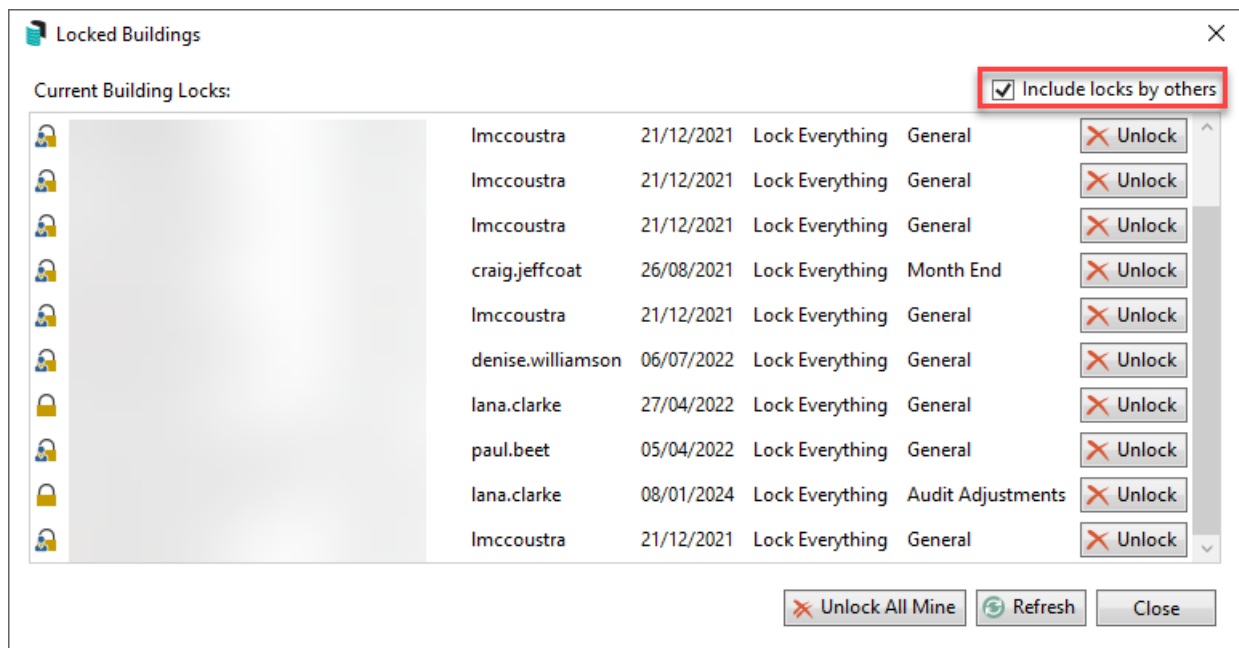 Locked Buildings
Current Building Locks:
Include locks by others
lmccoustra 21/12/2021 Lock Everything General Unlock
lmccoustra 21/12/2021 Lock Everything General Unlock
lmccoustra 21/12/2021 Lock Everything General Unlock
craig.jeffcoat 26/08/2021 Lock Everything Month End Unlock
lmccoustra 21/12/2021 Lock Everything General Unlock
denise.williamson 06/07/2022 Lock Everything General Unlock
lana.clarke 27/04/2022 Lock Everything General Unlock
paul.beet 05/04/2022 Lock Everything General Unlock
lana.clarke 08/01/2024 Lock Everything Audit Adjustments Unlock
lmccoustra 21/12/2021 Lock Everything General Unlock
Unlock All Mine Refresh Close